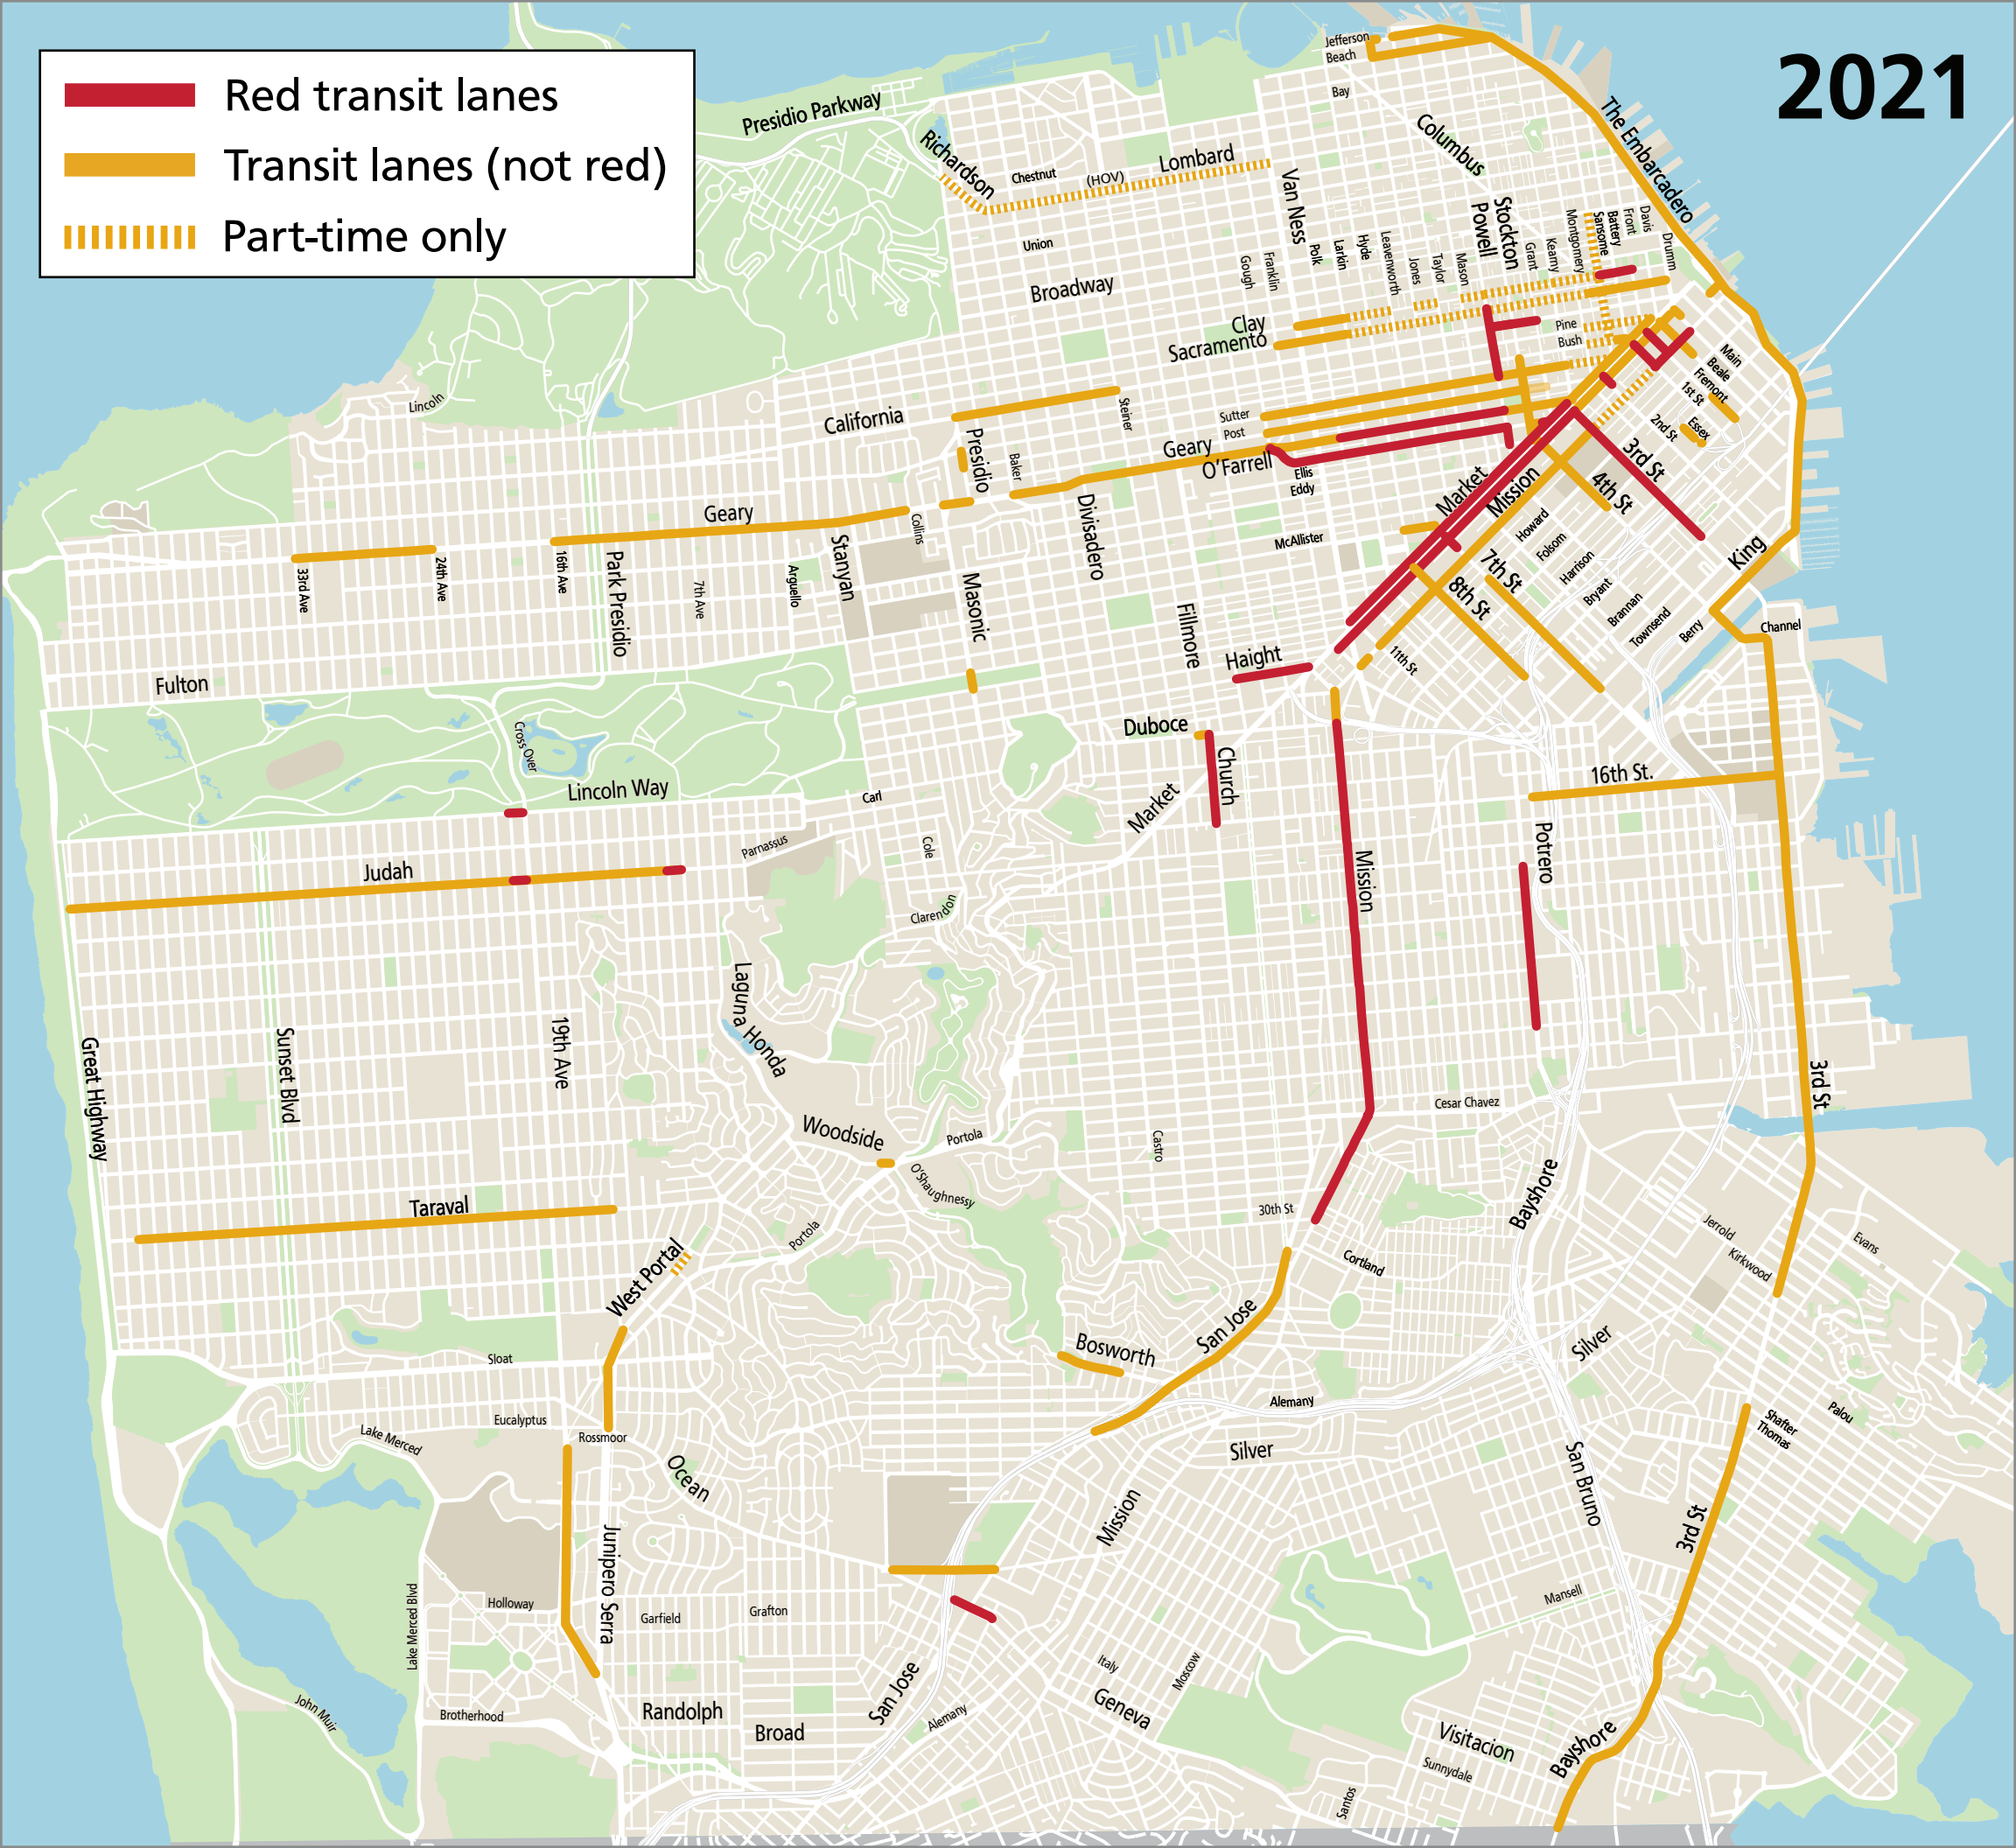 2021
Red transit lanes
Transit lanes (not red)
Part-time only
Jefferson
Beach
Bay
Presidio Parkway
Richardson
Chestnut
(HOV)
Lombard
Van Ness
Columbus
The Embarcadero
Union
Broadway
Gough
Franklin
Polk
Larkin
Hyde
Leavenworth
Jones
Taylor
Mason
Powell
Stockton
Grant
Kearny
Montgomery
Sansome
Battery
Front
Davis
Drumm
Clay
Sacramento
Pine
Bush
Main
Beale
Fremont
1st St
Essex
2nd St
Lincoln
California
Presidio
Steiner
Baker
Sutter
Post
Geary
O'Farrell
Ellis
Eddy
3rd St
4th St
Market
Mission
Geary
Collins
Divisadero
McAllister
Howard
Folsom
Harrison
Bryant
Brannan
Townsend
Berry
King
Channel
7th St
8th St
11th St
33rd Ave
24th Ave
16th Ave
Park Presidio
7th Ave
Arguello
Stanyan
Masonic
Fillmore
Haight
Fulton
Cross Over
Duboce
Church
Market
Lincoln Way
Carl
Cole
Parnassus
16th St.
Potrero
Mission
Judah
Clarendon
Laguna Honda
Great Highway
Sunset Blvd
19th Ave
Woodside
Portola
O'Shaughnessy
Castro
Cesar Chavez
3rd St
Taraval
West Portal
Portola
30th St
Cortland
Bayshore
Jerrold
Kirkwood
Evans
San Jose
Bosworth
Silver
Sloat
Alemany
Eucalyptus
Rossmoor
Lake Merced
Ocean
Silver
Mission
San Bruno
Shafter
Thomas
Palou
3rd St
Junipero Serra
Lake Merced Blvd
Holloway
Garfield
Grafton
Mansell
San Jose
Italy
Moscow
Geneva
John Muir
Brotherhood
Randolph
Broad
Alemany
Visitacion
Sunnydale
Bayshore
Santos